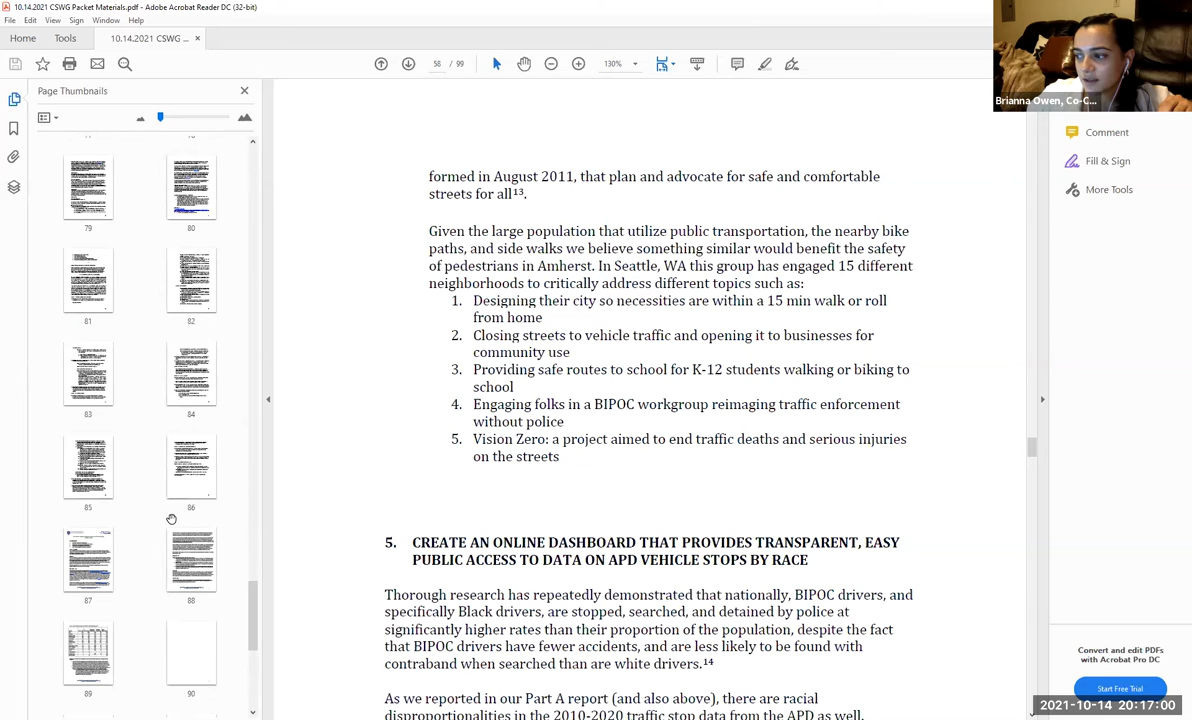 10.14.2021 CSWG Packet Materials.pdf - Adobe Acrobat Reader DC (32-bit)
File Edit View Sign Window Help
Home Tools 10.14.2021 CSWG ... ×
58 / 99 130%
Page Thumbnails
79 80
81 82
83 84
85 86
87 88
89 90
formed in August 2011, that plan and advocate for safe and comfortable
streets for all¹³.
Given the large population that utilize public transportation, the nearby bike
paths, and side walks we believe something similar would benefit the safety
of pedestrians in Amherst. In Seattle, WA this group has engaged 15 different
neighborhoods to critically address different topics such as:
1. Designing their city so necessities are within a 15 min walk or roll
from home
2. Closing streets to vehicle traffic and opening it to businesses for
community use
3. Providing safe routes to school for K-12 students walking or biking to
school
4. Engaging folks in a BIPOC workgroup reimaging traffic enforcement
without police
5. Vision Zero: a project aimed to end traffic deaths and serious injuries
on the streets
5. CREATE AN ONLINE DASHBOARD THAT PROVIDES TRANSPARENT, EASY
PUBLIC ACCESS TO DATA ON APD VEHICLE STOPS BY RACE
Thorough research has repeatedly demonstrated that nationally, BIPOC drivers, and
specifically Black drivers, are stopped, searched, and detained by police at
significantly higher rates than their proportion of the population, despite the fact
that BIPOC drivers have fewer accidents, and are less likely to be found with
contraband when searched than are white drivers.¹⁴
As we reported in our Part A report (and also above), there are racial
disproportionalities in the 2010-2020 traffic stop data from the APD as well.
Brianna Owen, Co-C...
Comment
Fill & Sign
More Tools
Convert and edit PDFs
with Acrobat Pro DC
Start Free Trial
2021-10-14 20:17:00